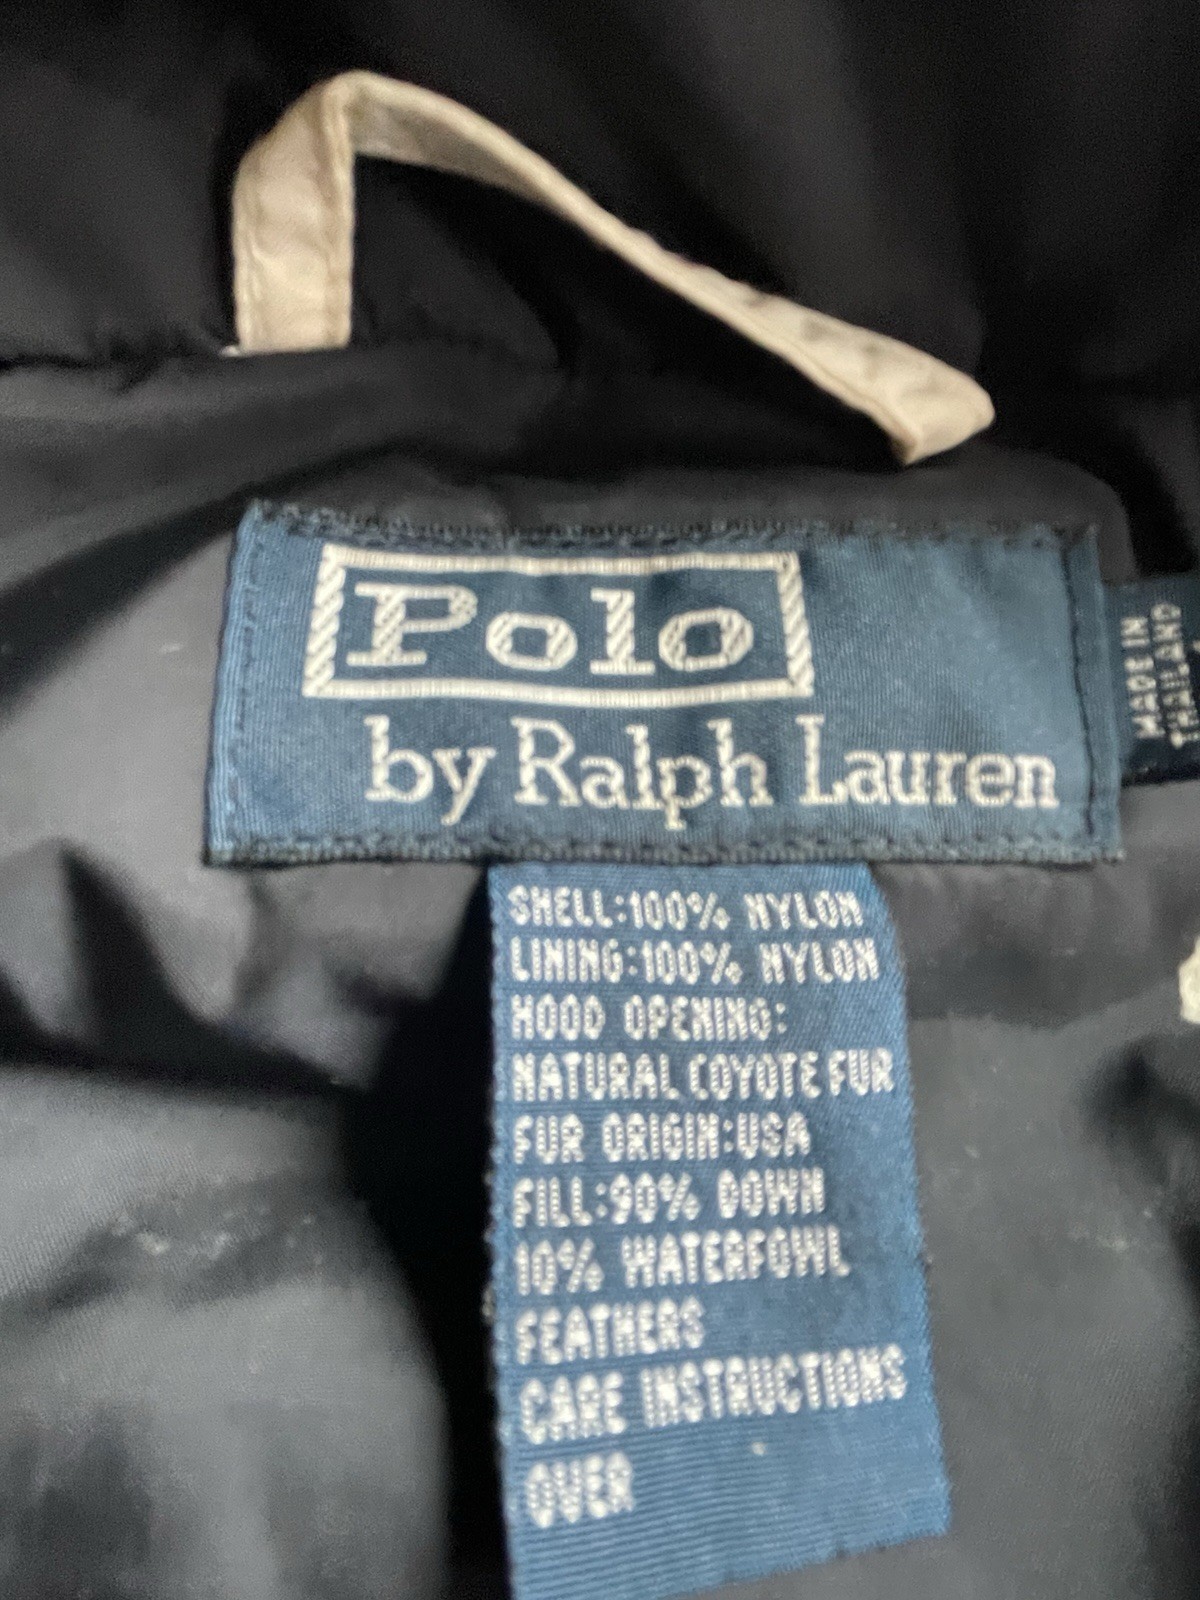 Polo
by Ralph Lauren
MADE IN
THAILAND
SHELL:100% NYLON
LINING:100% NYLON
HOOD OPENING:
NATURAL COYOTE FUR
FUR ORIGIN:USA
FILL:90% DOWN
10% WATERFOWL
FEATHERS
CARE INSTRUCTIONS
OVER